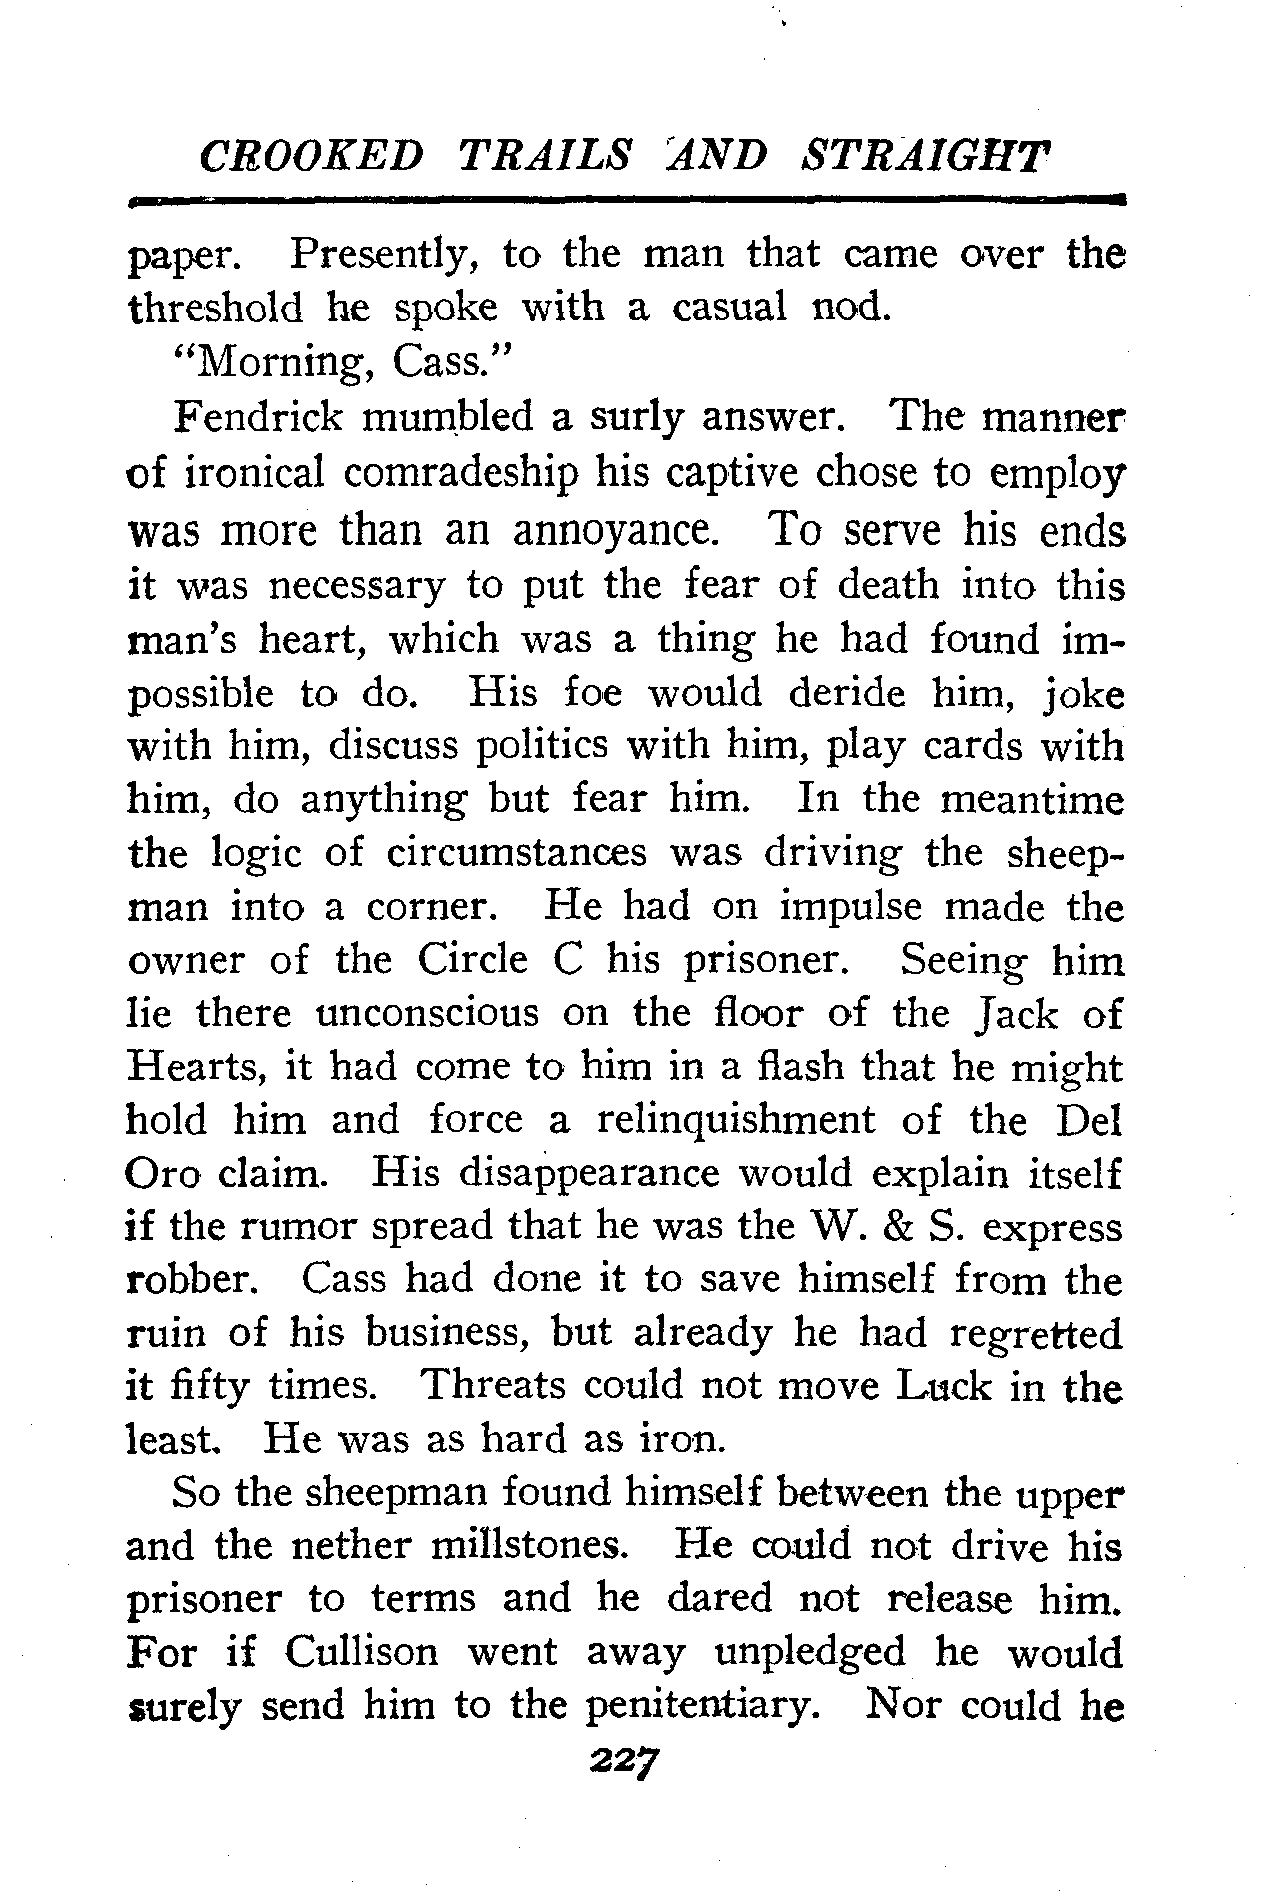 CROOKED TRAILS AND STRAIGHT
paper. Presently, to the man that came over the
threshold he spoke with a casual nod.
“Morning, Cass.”
Fendrick mumbled a surly answer. The manner
of ironical comradeship his captive chose to employ
was more than an annoyance. To serve his ends
it was necessary to put the fear of death into this
man's heart, which was a thing he had found im-
possible to do. His foe would deride him, joke
with him, discuss politics with him, play cards with
him, do anything but fear him. In the meantime
the logic of circumstances was driving the sheep-
man into a corner. He had on impulse made the
owner of the Circle C his prisoner. Seeing him
lie there unconscious on the floor of the Jack of
Hearts, it had come to him in a flash that he might
hold him and force a relinquishment of the Del
Oro claim. His disappearance would explain itself
if the rumor spread that he was the W. & S. express
robber. Cass had done it to save himself from the
ruin of his business, but already he had regretted
it fifty times. Threats could not move Luck in the
least. He was as hard as iron.
So the sheepman found himself between the upper
and the nether millstones. He could not drive his
prisoner to terms and he dared not release him.
For if Cullison went away unpledged he would
surely send him to the penitentiary. Nor could he
227